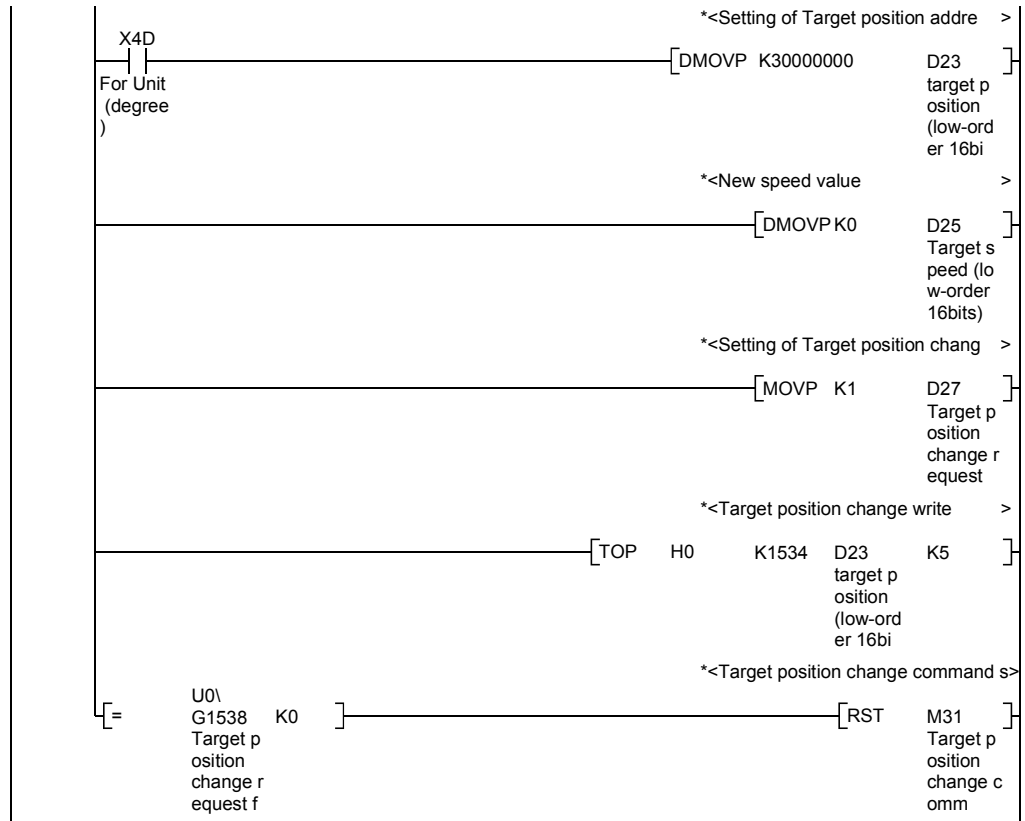 *<Setting of Target position addre >
X4D
DMOVP K30000000 D23
For Unit
(degree
)
target p
osition
(low-ord
er 16bi
*<New speed value >
DMOVP K0 D25
Target s
peed (lo
w-order
16bits)
*<Setting of Target position chang >
MOVP K1 D27
Target p
osition
change r
equest
*<Target position change write >
TOP H0 K1534 D23 K5
target p
osition
(low-ord
er 16bi
*<Target position change command s>
U0\
= G1538 K0 RST M31
Target p
osition
change r
equest f
Target p
osition
change c
omm